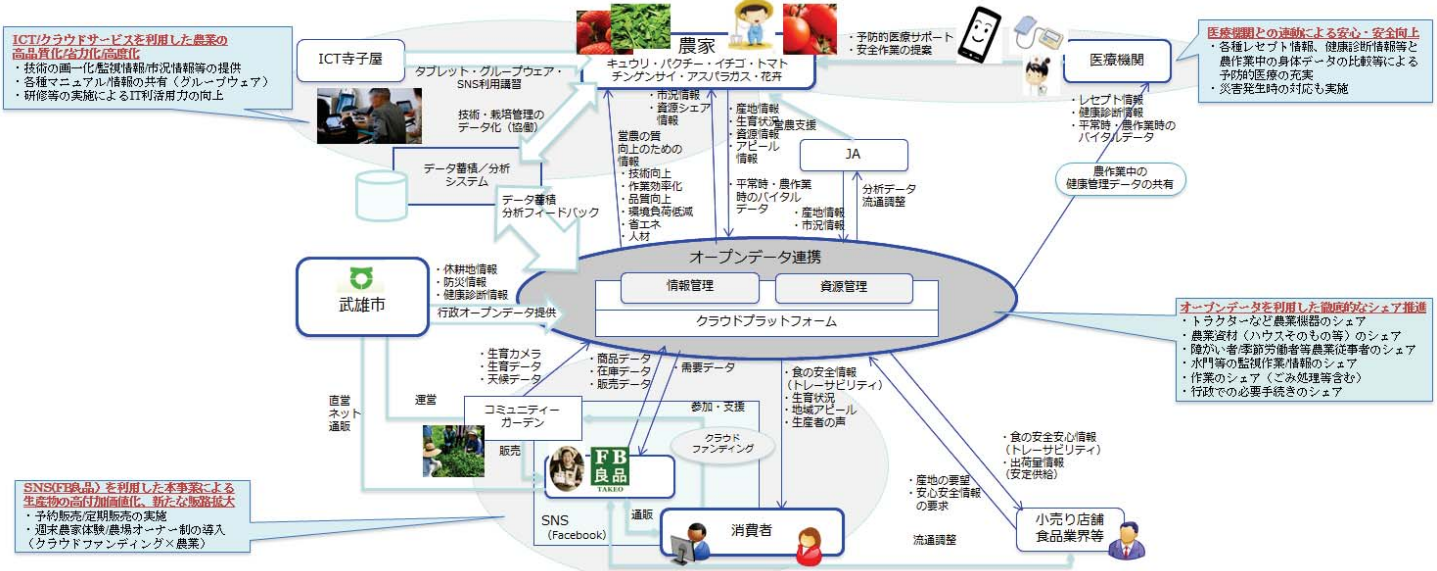 ICT/クラウドサービスを利用した農業の
高品質化/省力化/高度化
・技術の画一化/監視情報/市況情報等の提供
・各種マニュアル/情報の共有（グループウェア）
・研修等の実施によるIT利活用力の向上
ICT寺子屋
タブレット・グループウェア・
SNS利用講習
技術・栽培管理の
データ化（協働）
農家
キュウリ・パクチー・イチゴ・トマト
チンゲンサイ・アスパラガス・花卉
・予防的医療サポート
・安全作業の提案
医療機関
医療機関との連動による安心・安全向上
・各種レセプト情報、健康診断情報等と
農作業中の身体データの比較等による
予防的医療の充実
・災害発生時の対応も実施
・レセプト情報
・健康診断情報
・平常時・農作業時の
バイタルデータ
農作業中の
健康管理データの共有
データ蓄積／分析
システム
データ蓄積
分析フィードバック
・市況情報
・資源シェア
情報
営農の質
向上のための
情報
・技術向上
・作業効率化
・品質向上
・環境負荷低減
・省エネ
・人材
・産地情報
・生育状況
・資源情報
・アピール
情報
・平常時・農作業
時のバイタル
データ
営農支援
JA
・産地情報
・市況情報
分析データ
流通調整
武雄市
・休耕地情報
・防災情報
・健康診断情報
行政オープンデータ提供
オープンデータ連携
情報管理
資源管理
クラウドプラットフォーム
オープンデータを利用した徹底的なシェア推進
・トラクターなど農業機器のシェア
・農業資材（ハウスそのもの等）のシェア
・障がい者/季節労働者等農業従事者のシェア
・水門等の監視作業/情報のシェア
・作業のシェア（ごみ処理等含む）
・行政での必要手続きのシェア
・生育カメラ
・生育データ
・天候データ
・商品データ
・在庫データ
・販売データ
・需要データ
・食の安全情報
（トレーサビリティ）
・生育状況
・地域アピール
・生産者の声
直営
ネット
通販
運営
コミュニティー
ガーデン
販売
参加・支援
クラウド
ファンディング
FB
良品
TAKEO
SNS
（Facebook）
通販
消費者
・食の安全安心情報
（トレーサビリティ）
・出荷量情報
（安定供給）
・産地の要望
・安心安全情報
の要求
流通調整
小売り店舗
食品業界等
SNS(FB良品）を利用した本事業による
生産物の高付加価値化、新たな販路拡大
・予約販売/定期販売の実施
・週末農家体験/農場オーナー制の導入
（クラウドファンディング×農業）